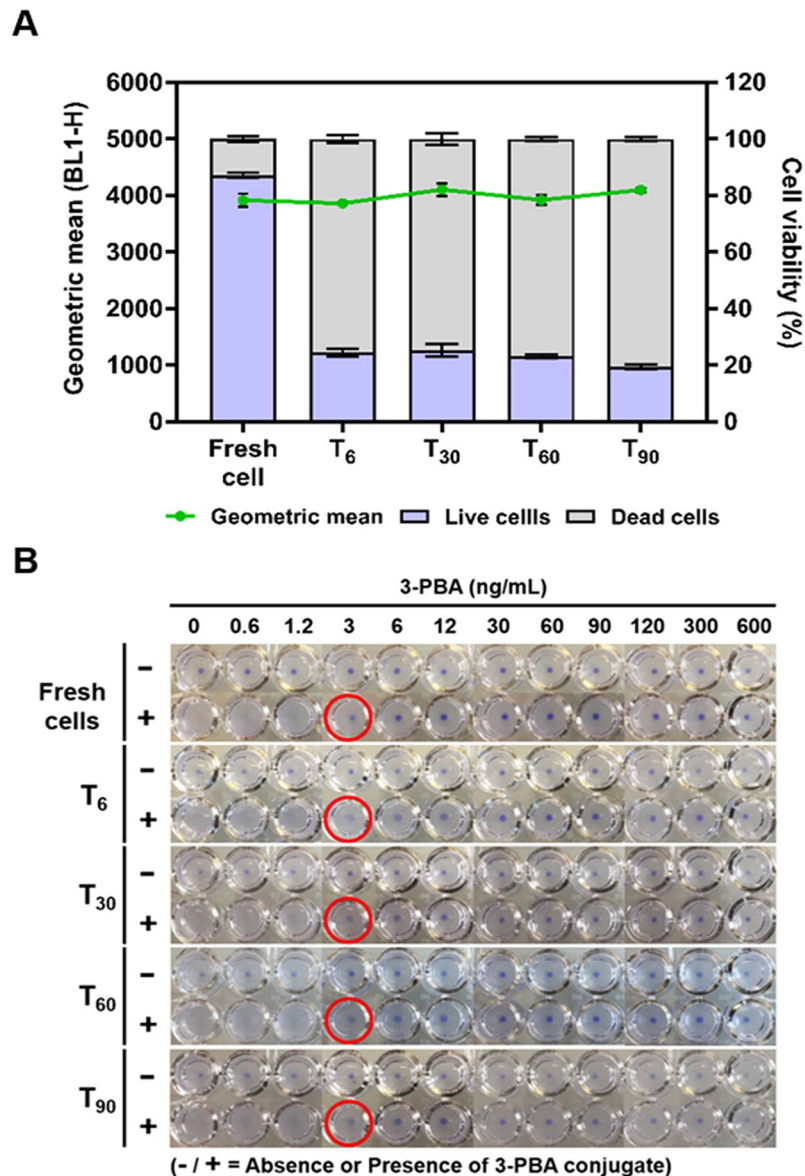 A
Geometric mean (BL1-H)
6000
5000
4000
3000
2000
1000
0
120
100
80
60
40
20
0
Cell viability (%)
Fresh cell T6 T30 T60 T90
Geometric mean Live cellls Dead cells
B
3-PBA (ng/mL)
0 0.6 1.2 3 6 12 30 60 90 120 300 600
Fresh cells
−
+
T6
−
+
T30
−
+
T60
−
+
T90
−
+
(- / + = Absence or Presence of 3-PBA conjugate)